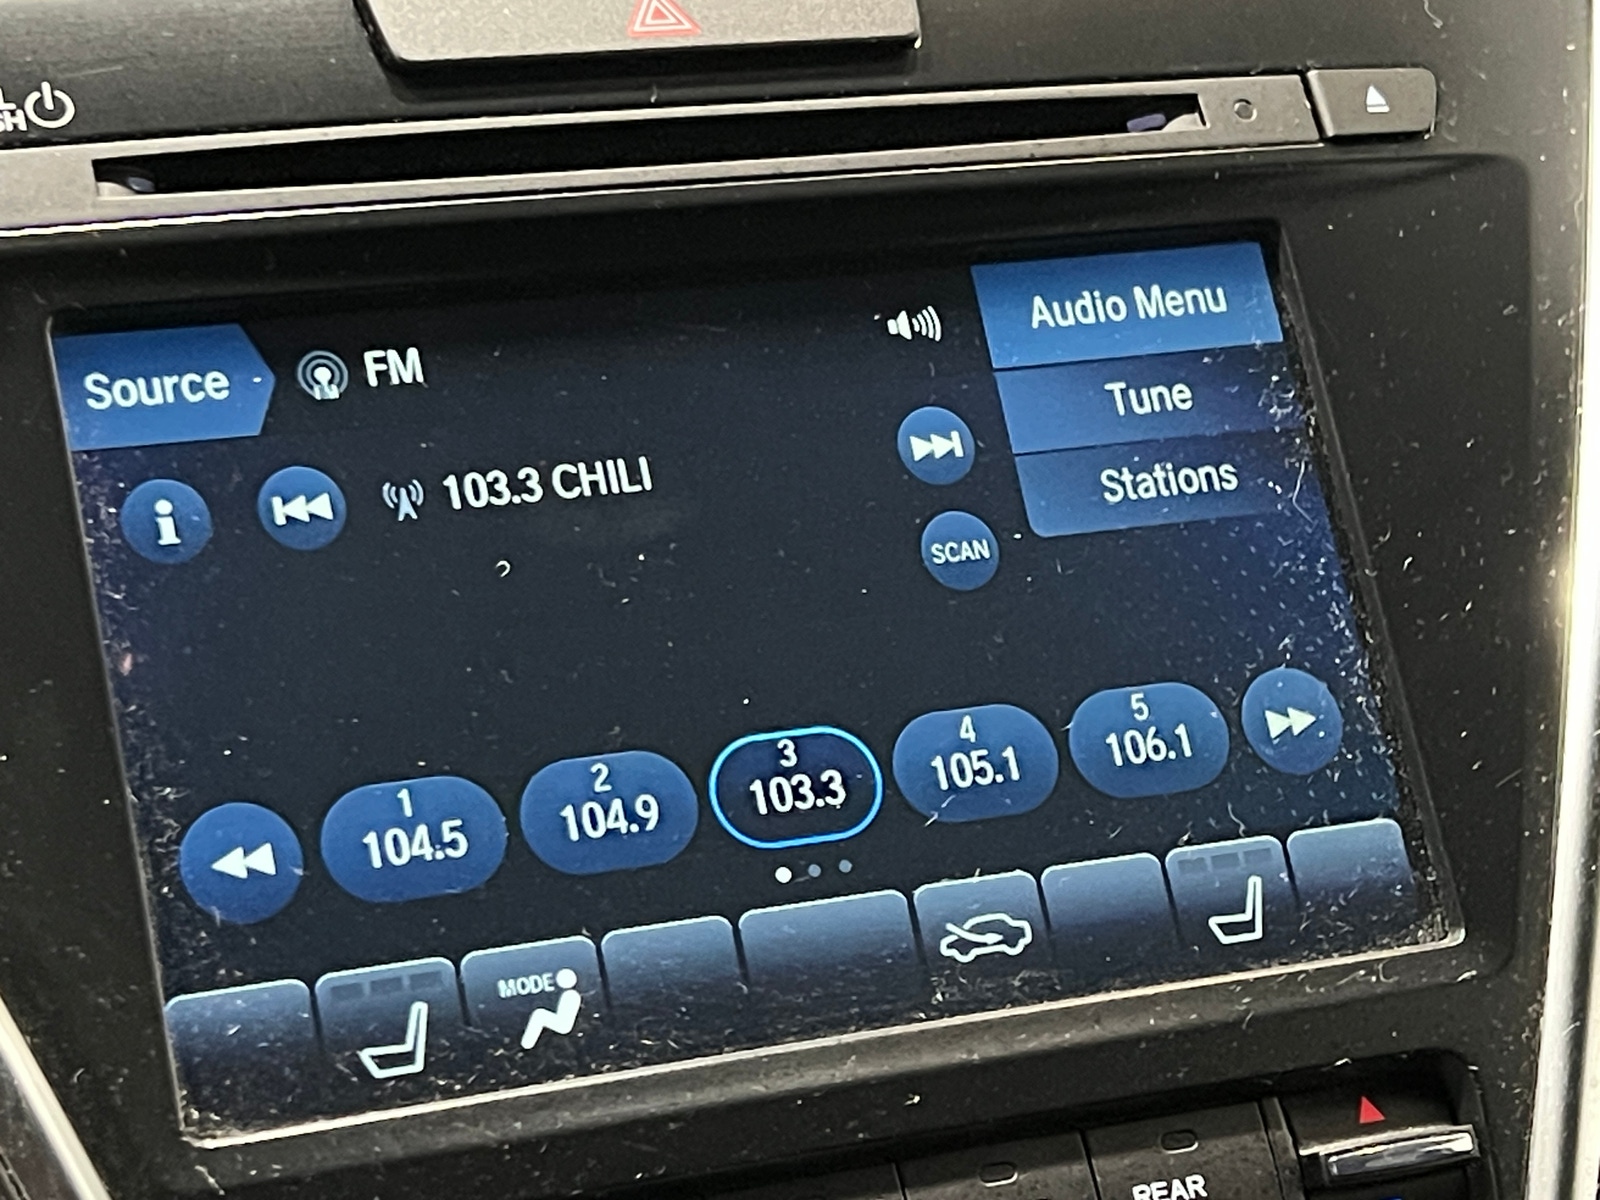 Source
FM
Audio Menu
Tune
103.3 CHILI
Stations
SCAN
1
104.5
2
104.9
3
103.3
4
105.1
5
106.1
MODE
REAR